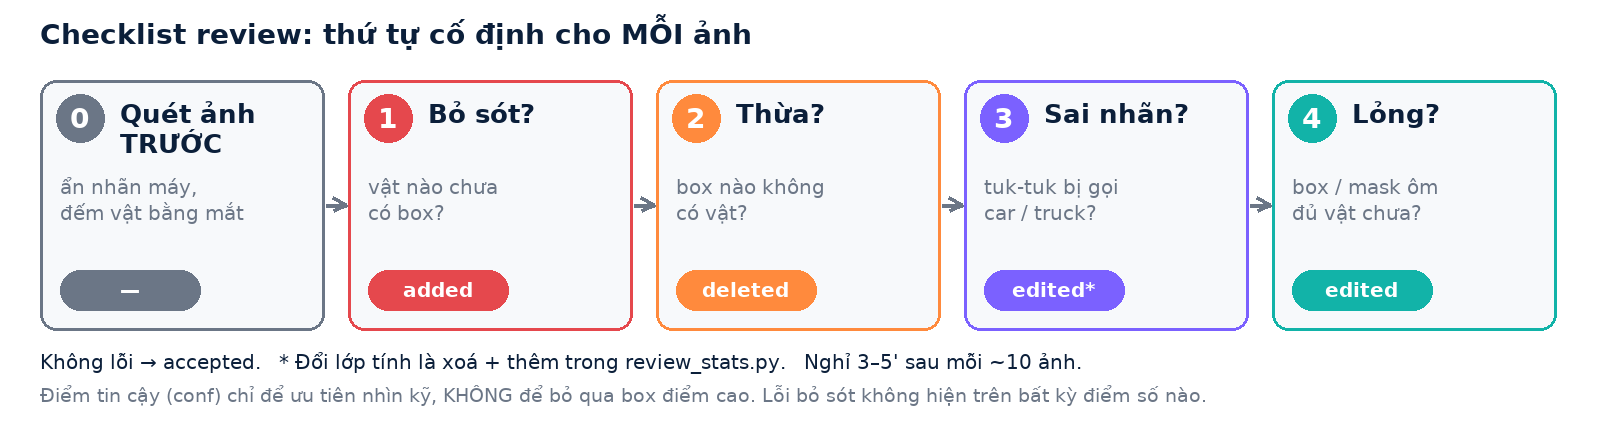 Checklist review: thứ tự cố định cho MỖI ảnh
0
Quét ảnh
TRƯỚC
ẩn nhãn máy,
đếm vật bằng mắt
—
1
Bỏ sót?
vật nào chưa
có box?
added
2
Thừa?
box nào không
có vật?
deleted
3
Sai nhãn?
tuk-tuk bị gọi
car / truck?
edited*
4
Lỏng?
box / mask ôm
đủ vật chưa?
edited
Không lỗi → accepted.   * Đổi lớp tính là xoá + thêm trong review_stats.py.   Nghỉ 3–5' sau mỗi ~10 ảnh.
Điểm tin cậy (conf) chỉ để ưu tiên nhìn kỹ, KHÔNG để bỏ qua box điểm cao. Lỗi bỏ sót không hiện trên bất kỳ điểm số nào.